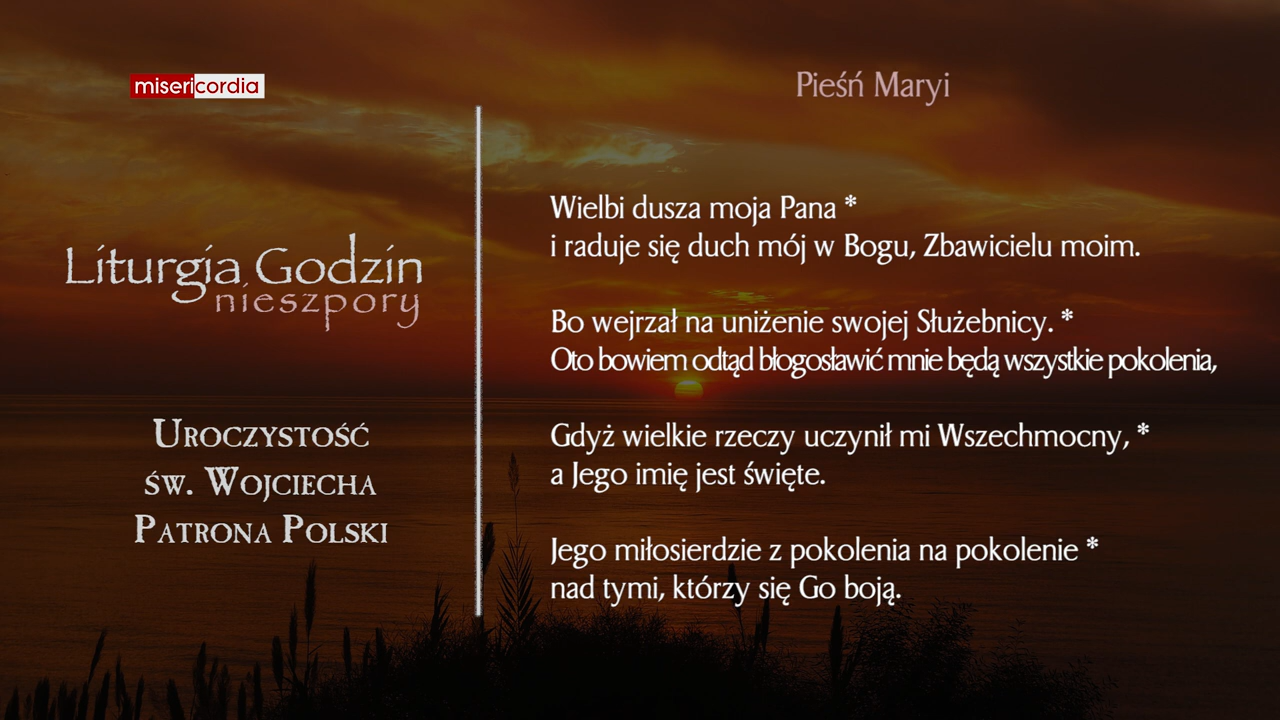 misericordia
Liturgia Godzin
nieszpory
Uroczystość
św. Wojciecha
Patrona Polski
Pieśń Maryi
Wielbi dusza moja Pana *
i raduje się duch mój w Bogu, Zbawicielu moim.
Bo wejrzał na uniżenie swojej Służebnicy. *
Oto bowiem odtąd błogosławić mnie będą wszystkie pokolenia,
Gdyż wielkie rzeczy uczynił mi Wszechmocny, *
a Jego imię jest święte.
Jego miłosierdzie z pokolenia na pokolenie *
nad tymi, którzy się Go boją.